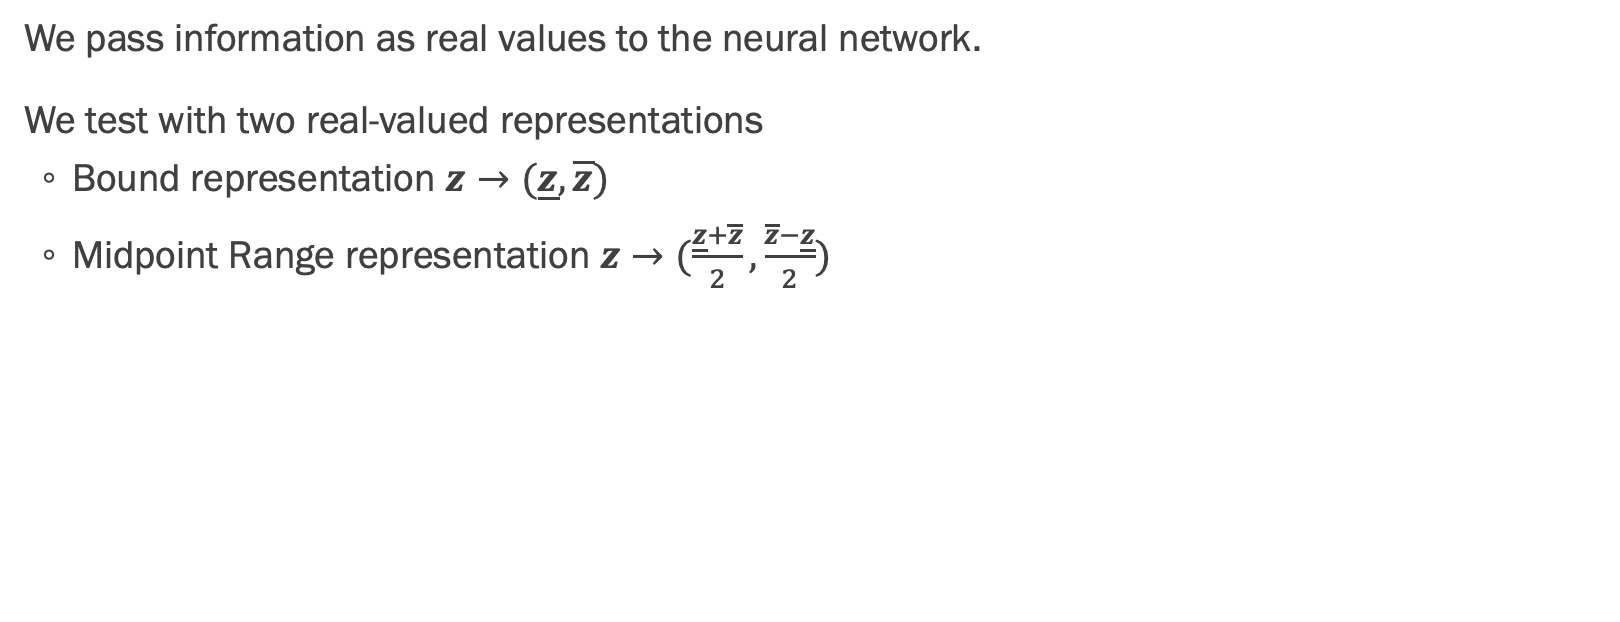 We pass information as real values to the neural network.
We test with two real-valued representations
◦ Bound representation 𝒛 → (𝒛̲, 𝒛̅)
◦ Midpoint Range representation 𝒛 → ((𝒛̲+𝒛̅)/2, (𝒛̅−𝒛̲)/2)